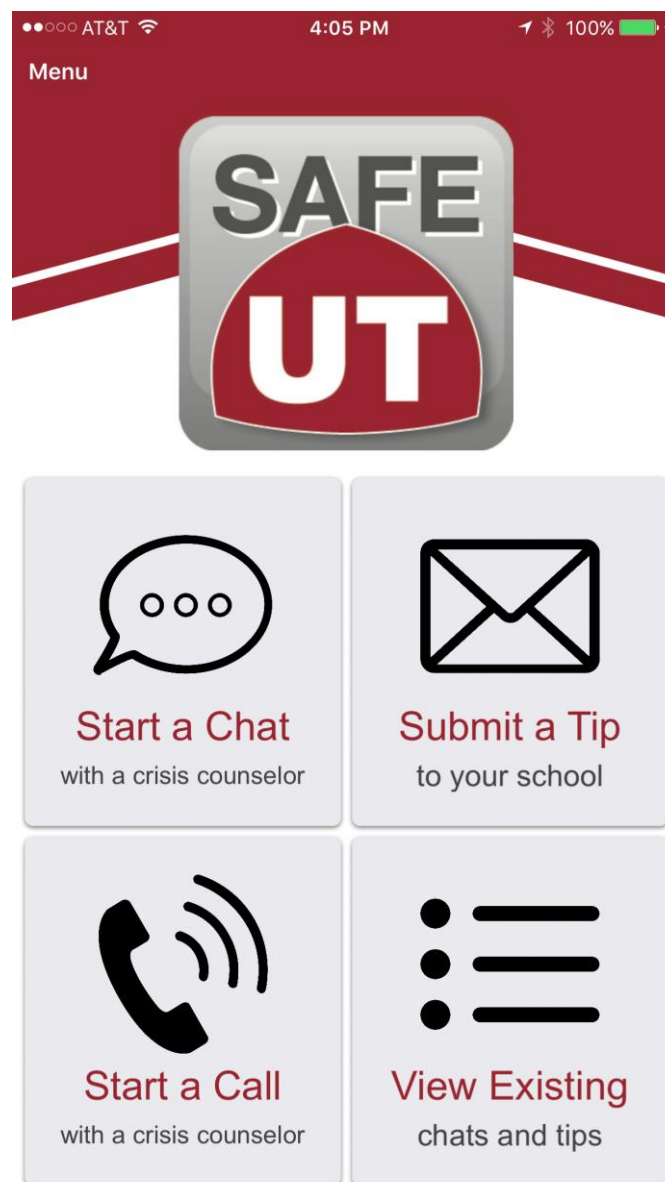 AT&T 4:05 PM 100%
Menu
SAFE
UT
Start a Chat
with a crisis counselor
Submit a Tip
to your school
Start a Call
with a crisis counselor
View Existing
chats and tips